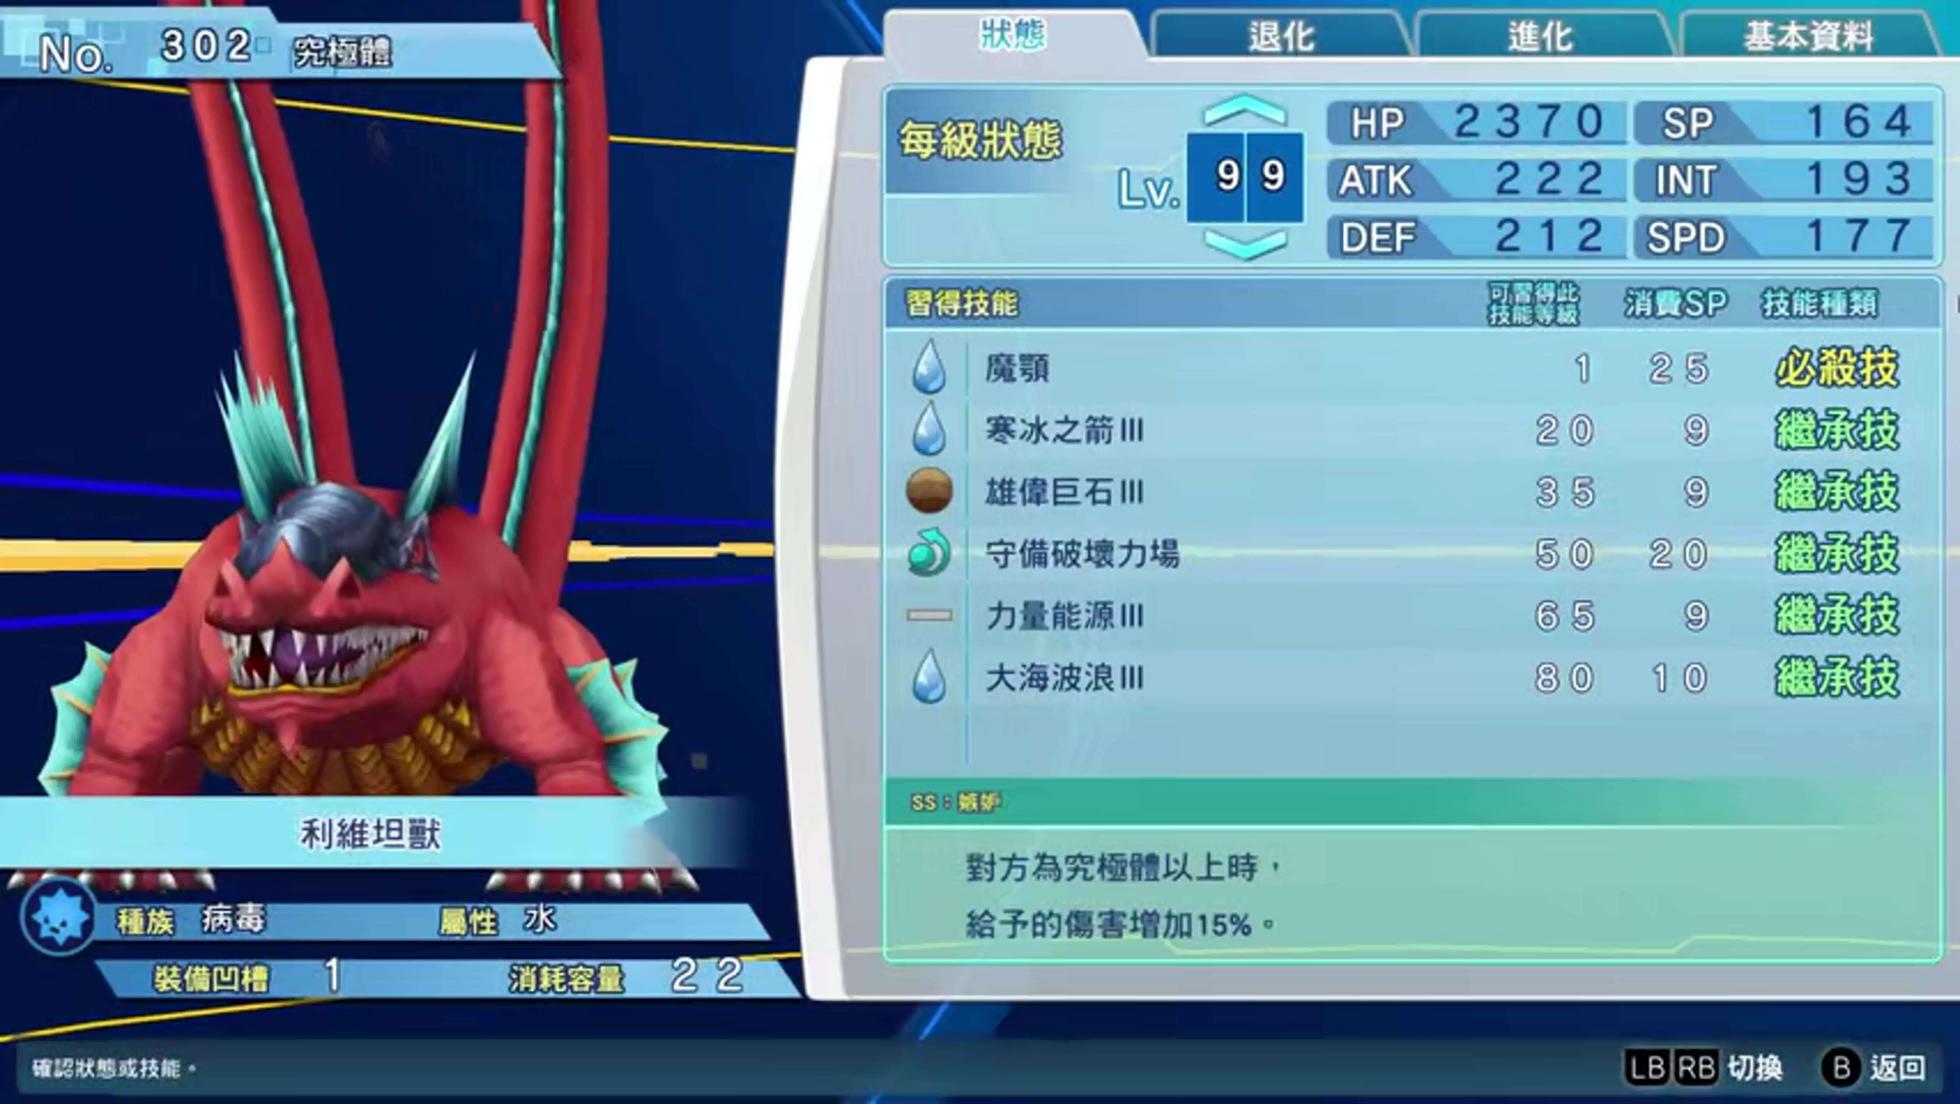 No. 302 究極體
狀態 退化 進化 基本資料
每級狀態
Lv. 99
HP 2370 SP 164
ATK 222 INT 193
DEF 212 SPD 177
習得技能 可習得此技能等級 消費SP 技能種類
魔顎 1 25 必殺技
寒冰之箭III 20 9 繼承技
雄偉巨石III 35 9 繼承技
守備破壞力場 50 20 繼承技
力量能源III 65 9 繼承技
大海波浪III 80 10 繼承技
SS：嫉妒
對方為究極體以上時，
給予的傷害增加15%。
利維坦獸
種族 病毒 屬性 水
裝備凹槽 1 消耗容量 22
確認狀態或技能。
LB RB 切換 B 返回